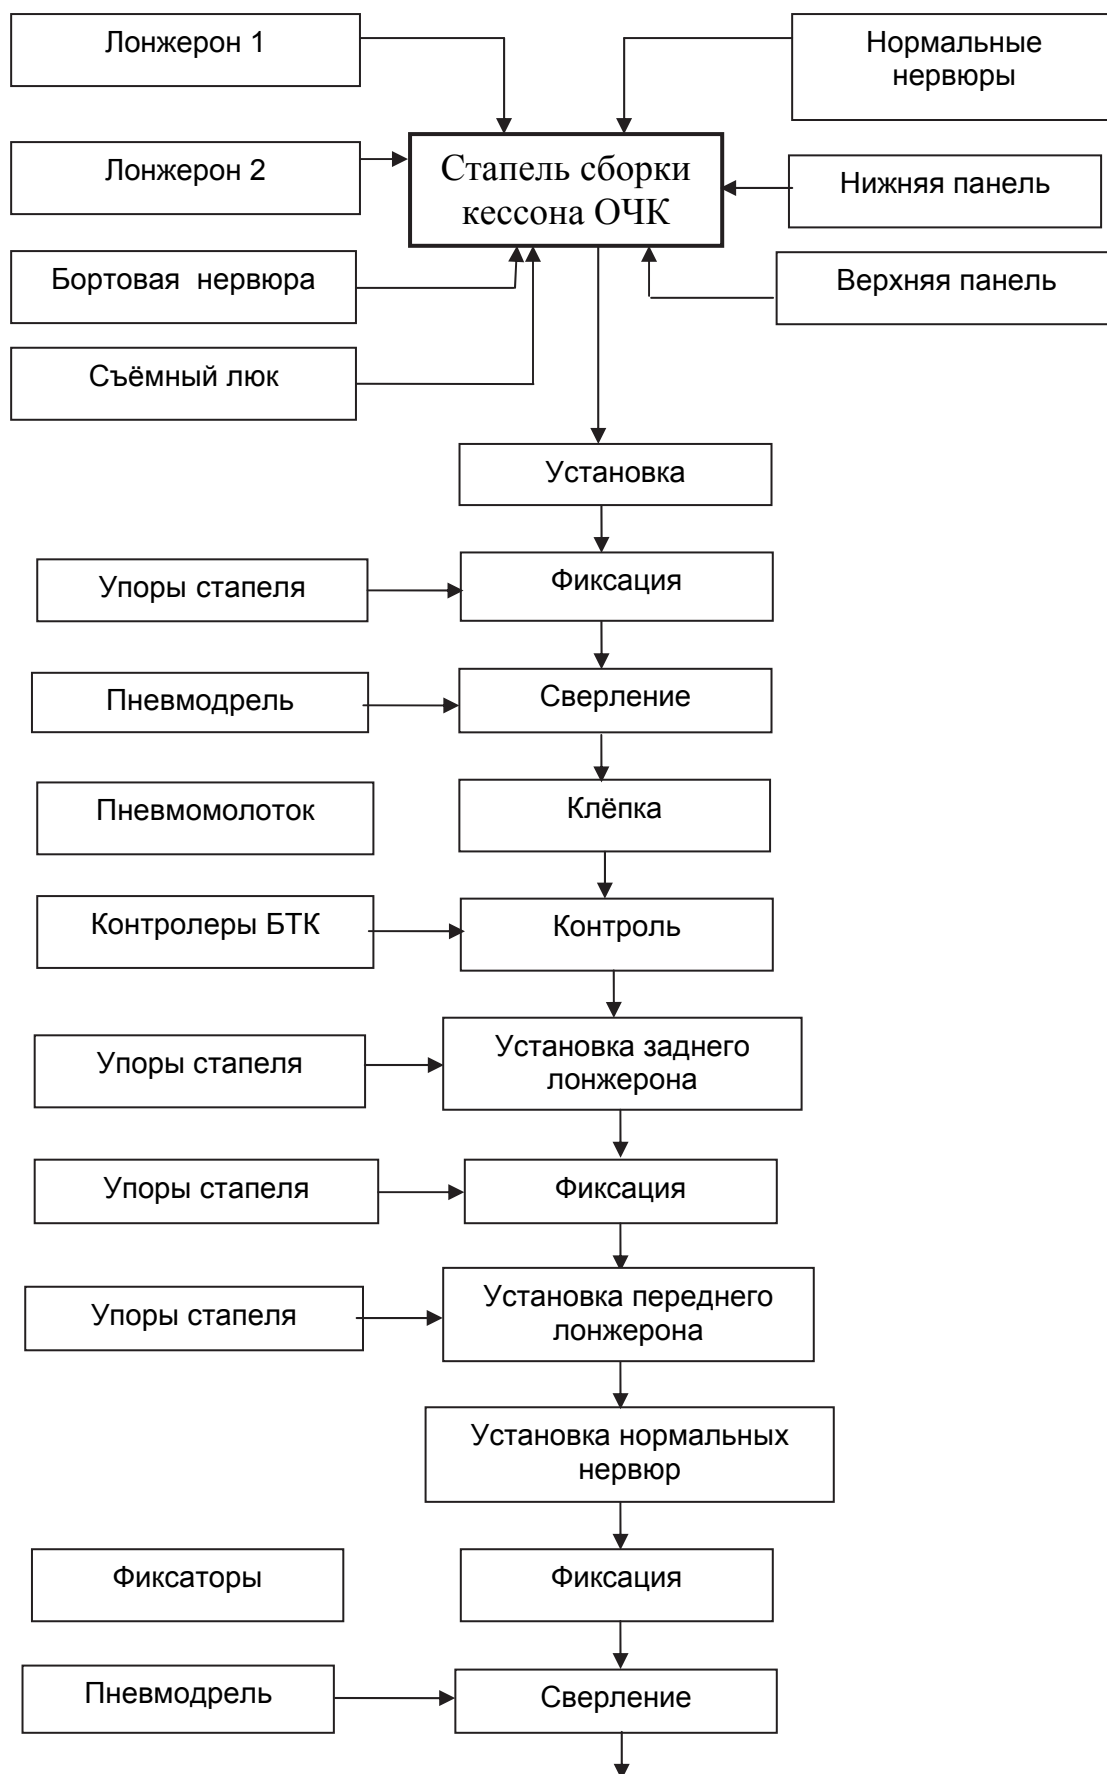 Лонжерон 1
Нормальные
нервюры
Лонжерон 2
Стапель сборки
кессона ОЧК
Нижняя панель
Бортовая нервюра
Верхняя панель
Съёмный люк
Установка
Упоры стапеля
Фиксация
Пневмодрель
Сверление
Пневмомолоток
Клёпка
Контролеры БТК
Контроль
Упоры стапеля
Установка заднего
лонжерона
Упоры стапеля
Фиксация
Упоры стапеля
Установка переднего
лонжерона
Установка нормальных
нервюр
Фиксаторы
Фиксация
Пневмодрель
Сверление